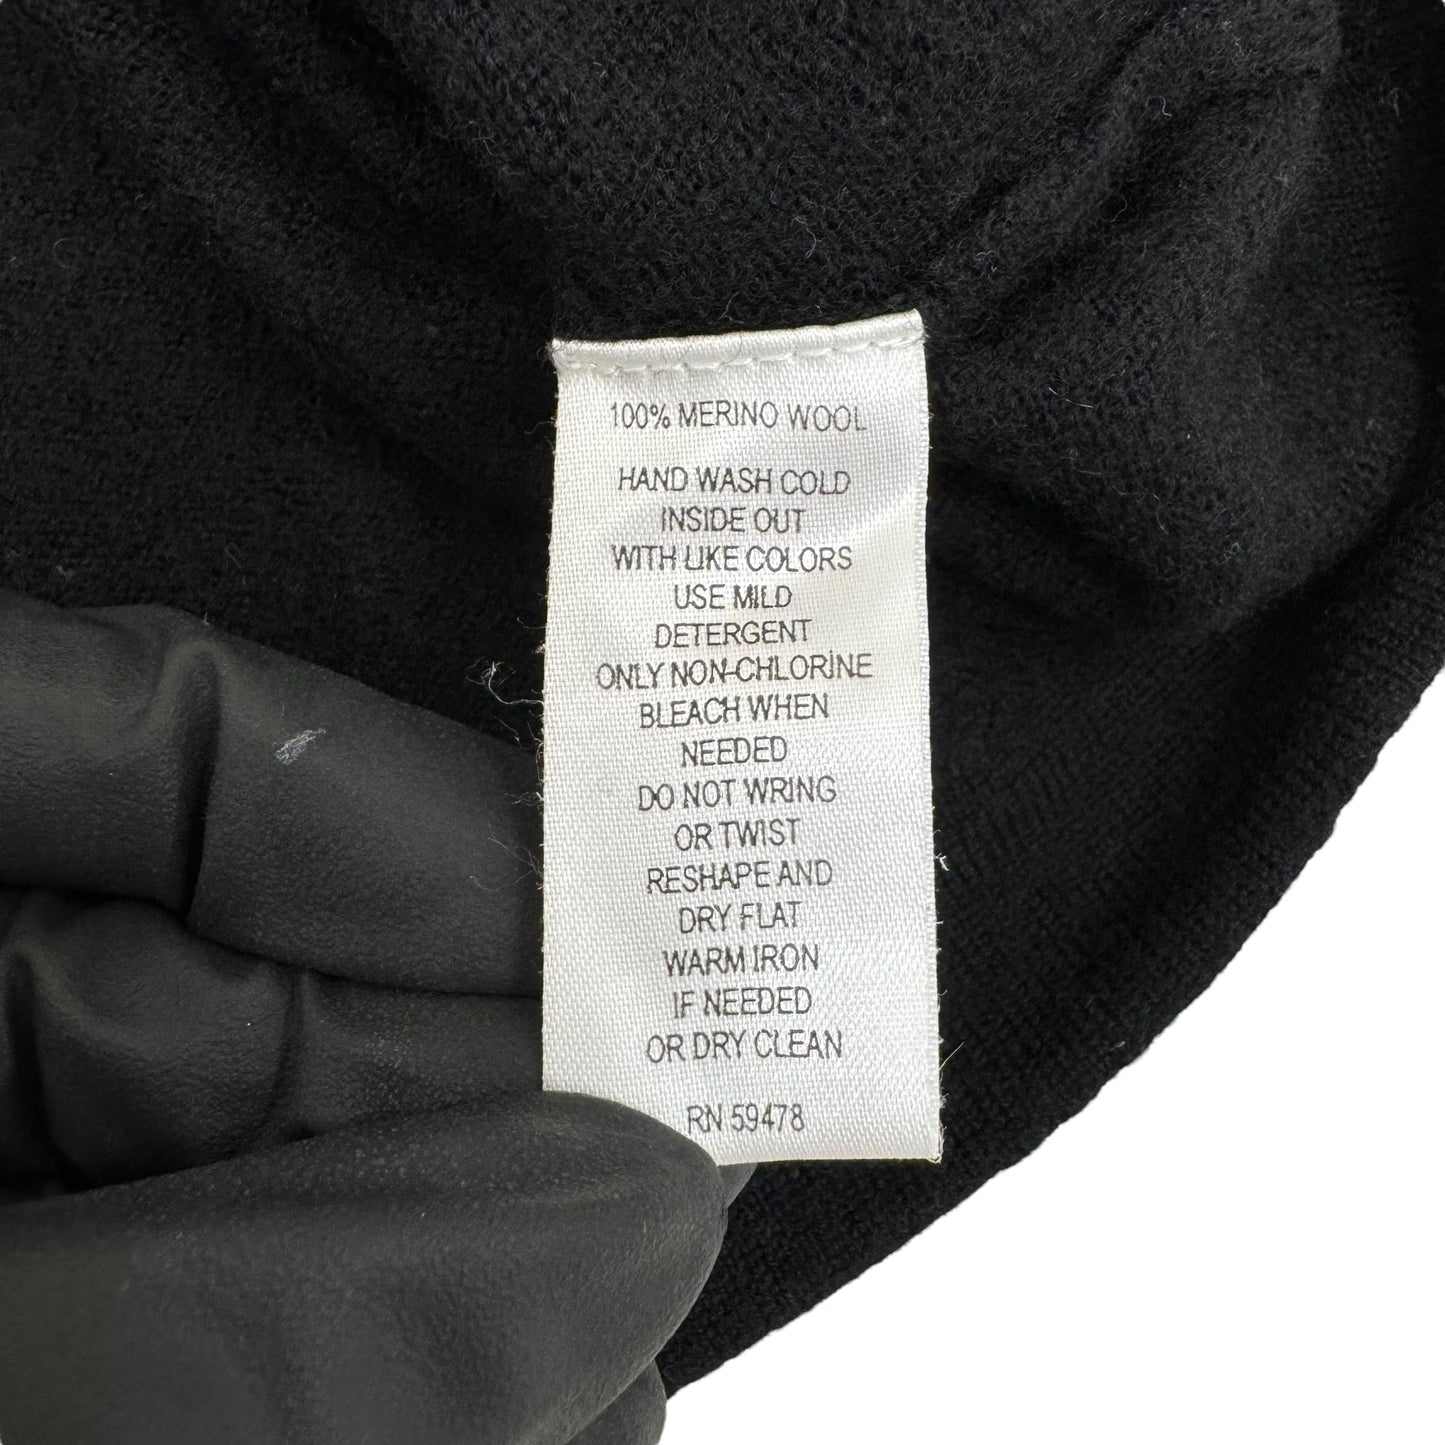 100% MERINO WOOL
HAND WASH COLD
INSIDE OUT
WITH LIKE COLORS
USE MILD
DETERGENT
ONLY NON-CHLORINE
BLEACH WHEN
NEEDED
DO NOT WRING
OR TWIST
RESHAPE AND
DRY FLAT
WARM IRON
IF NEEDED
OR DRY CLEAN
RN 59478